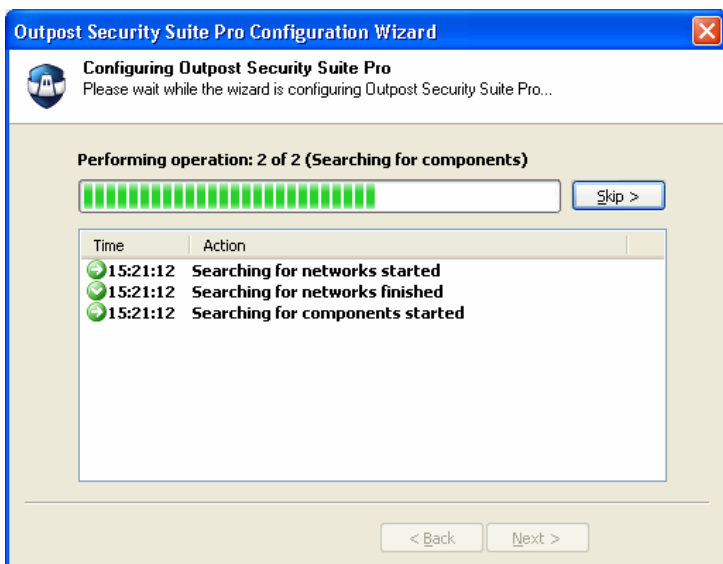 Outpost Security Suite Pro Configuration Wizard
Configuring Outpost Security Suite Pro
Please wait while the wizard is configuring Outpost Security Suite Pro...
Performing operation: 2 of 2 (Searching for components)
Skip >
Time Action
15:21:12 Searching for networks started
15:21:12 Searching for networks finished
15:21:12 Searching for components started
< Back Next >